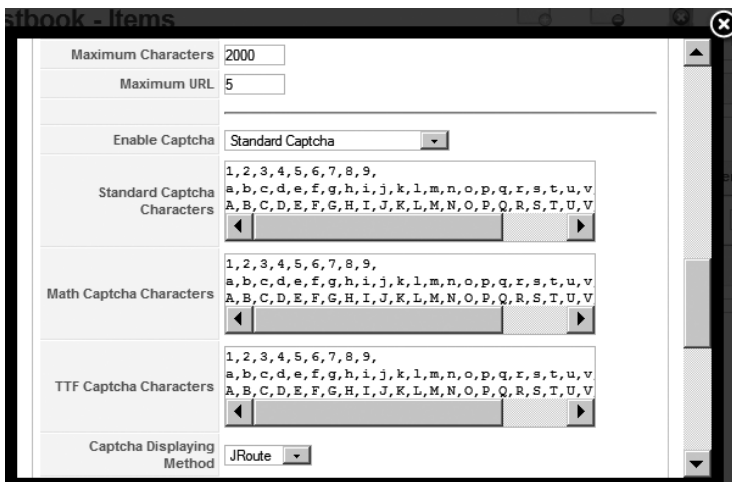 stbook - Items
Maximum Characters 2000
Maximum URL 5
Enable Captcha Standard Captcha
Standard Captcha Characters
1,2,3,4,5,6,7,8,9,
a,b,c,d,e,f,g,h,i,j,k,l,m,n,o,p,q,r,s,t,u,v
A,B,C,D,E,F,G,H,I,J,K,L,M,N,O,P,Q,R,S,T,U,V
Math Captcha Characters
1,2,3,4,5,6,7,8,9,
a,b,c,d,e,f,g,h,i,j,k,l,m,n,o,p,q,r,s,t,u,v
A,B,C,D,E,F,G,H,I,J,K,L,M,N,O,P,Q,R,S,T,U,V
TTF Captcha Characters
1,2,3,4,5,6,7,8,9,
a,b,c,d,e,f,g,h,i,j,k,l,m,n,o,p,q,r,s,t,u,v
A,B,C,D,E,F,G,H,I,J,K,L,M,N,O,P,Q,R,S,T,U,V
Captcha Displaying
Method JRoute